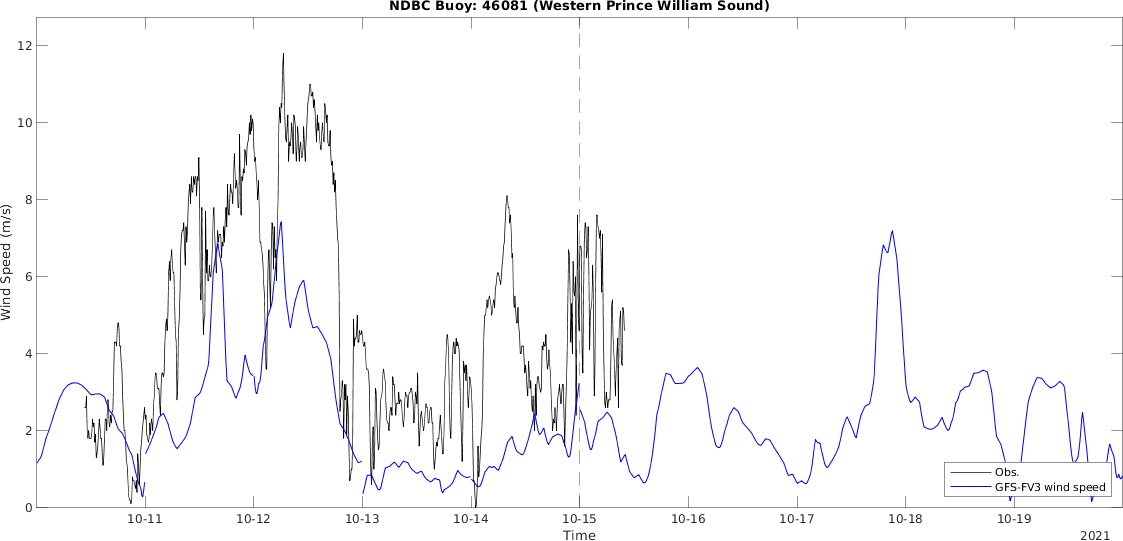 NDBC Buoy: 46081 (Western Prince William Sound)
Wind Speed (m/s)
12
10
8
6
4
2
0
10-11 10-12 10-13 10-14 10-15 10-16 10-17 10-18 10-19
Time
2021
Obs.
GFS-FV3 wind speed